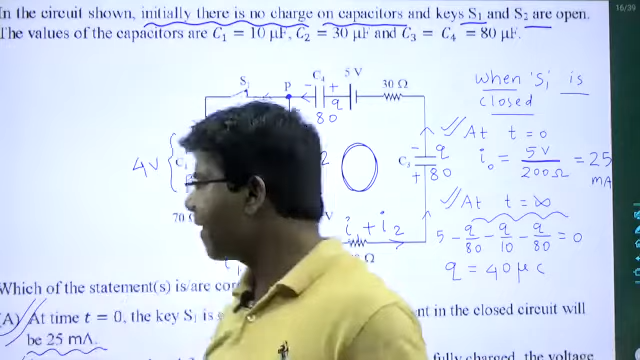 16/39
In the circuit shown, initially there is no charge on capacitors and keys S₁ and S₂ are open.
The values of the capacitors are C₁ = 10 μF, C₂ = 30 μF and C₃ = C₄ = 80 μF.
S₁ P C₄ 5 V 30 Ω
− + q
80
4V
C₃ − q
+ 80
70 Ω
i₁ + i₂
when 'S₁' is
closed
At t = 0
i₀ = 5V / 200Ω = 25 mA
At t = ∞
5 − q/80 − q/10 − q/80 = 0
q = 40 μC
Which of the statement(s) is/are
(A) At time t = 0, the key S₁ is
nt in the closed circuit will
be 25 mA.
fully charged, the voltage